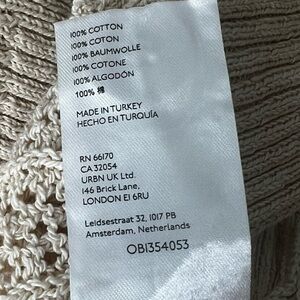 100% COTTON
100% COTON
100% BAUMWOLLE
100% COTONE
100% ALGODÓN
100% 棉
MADE IN TURKEY
HECHO EN TURQUÍA
RN 66170
CA 32054
URBN UK Ltd.
146 Brick Lane,
LONDON E1 6RU
Leidsestraat 32, 1017 PB
Amsterdam, Netherlands
OB1354053